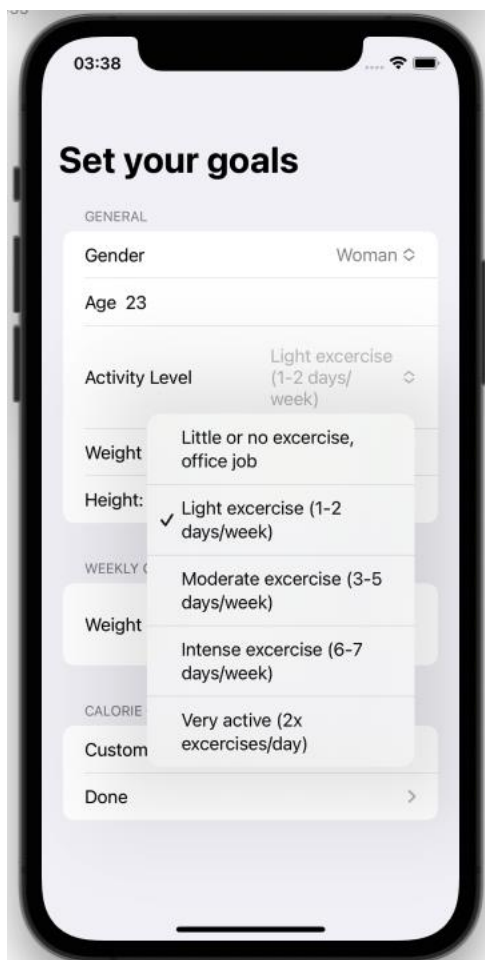 03:38
Set your goals
GENERAL
Gender Woman
Age 23
Activity Level Light excercise
(1-2 days/
week)
Weight
Height:
Little or no excercise,
office job
Light excercise (1-2
days/week)
Moderate excercise (3-5
days/week)
Intense excercise (6-7
days/week)
Very active (2x
excercises/day)
WEEKLY
Weight
CALORIE
Custom
Done